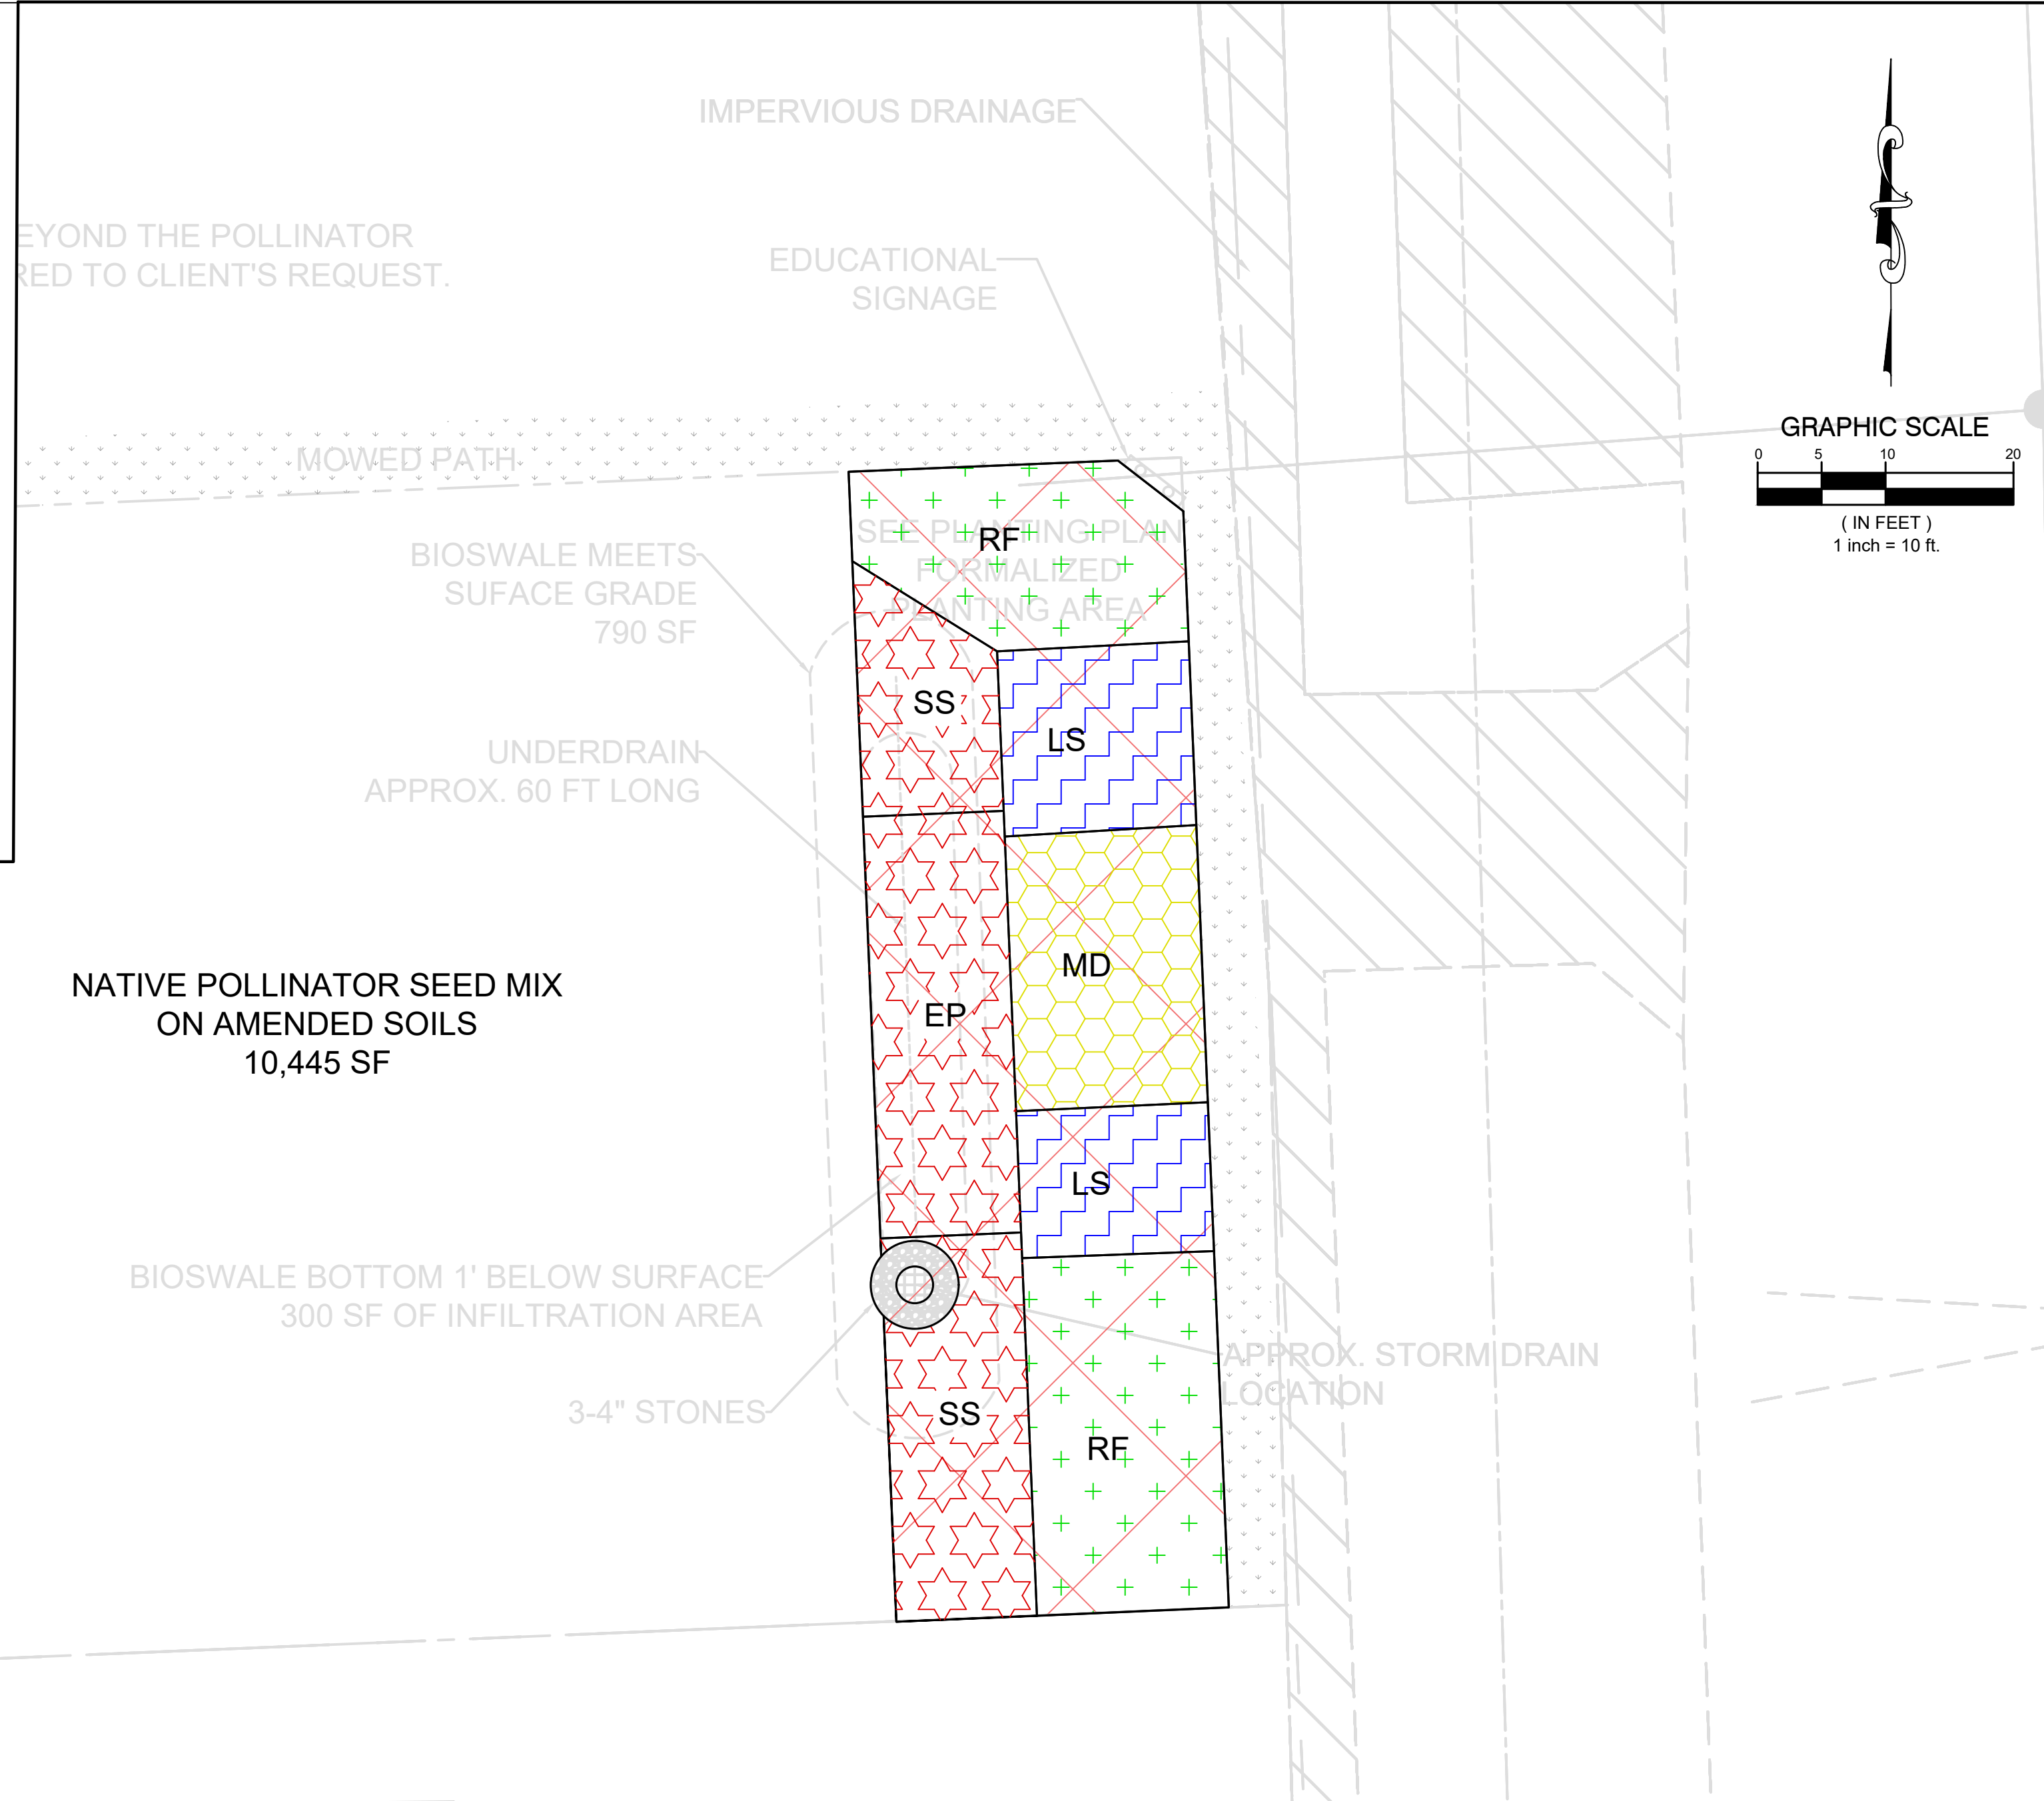 IMPERVIOUS DRAINAGE
EYOND THE POLLINATOR
RED TO CLIENT'S REQUEST.
EDUCATIONAL
SIGNAGE
GRAPHIC SCALE
0 5 10 20
( IN FEET )
1 inch = 10 ft.
MOWED PATH
BIOSWALE MEETS
SUFACE GRADE
790 SF
SEE PLANTING PLAN
FORMALIZED
PLANTING AREA
RF
SS
LS
UNDERDRAIN
APPROX. 60 FT LONG
MD
EP
NATIVE POLLINATOR SEED MIX
ON AMENDED SOILS
10,445 SF
LS
BIOSWALE BOTTOM 1' BELOW SURFACE
300 SF OF INFILTRATION AREA
APPROX. STORM DRAIN
LOCATION
3-4" STONES
SS
RF